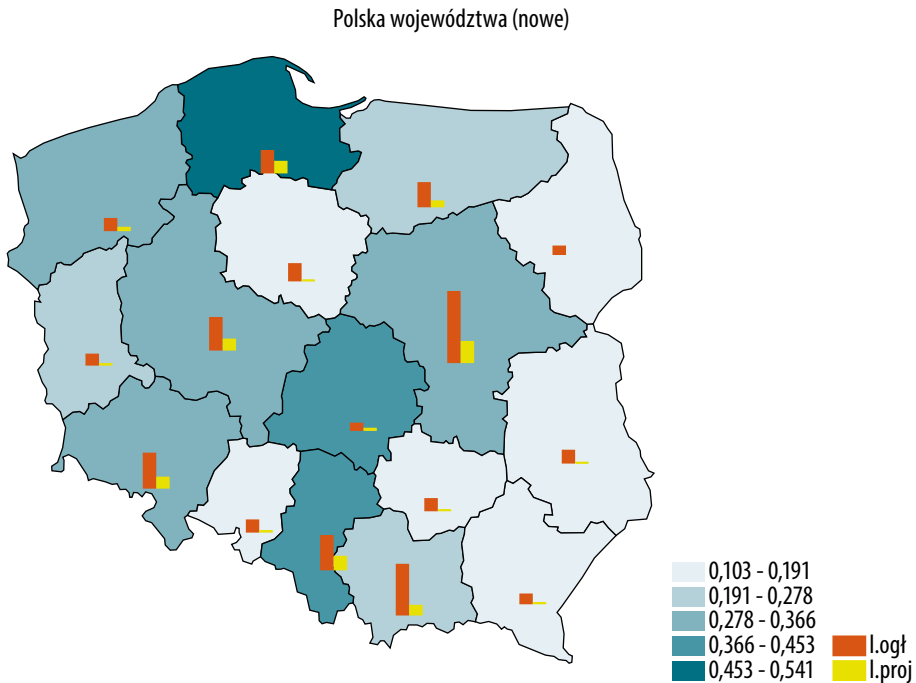 Polska województwa (nowe)
0,103 - 0,191
0,191 - 0,278
0,278 - 0,366
0,366 - 0,453 l.ogł
0,453 - 0,541 l.proj